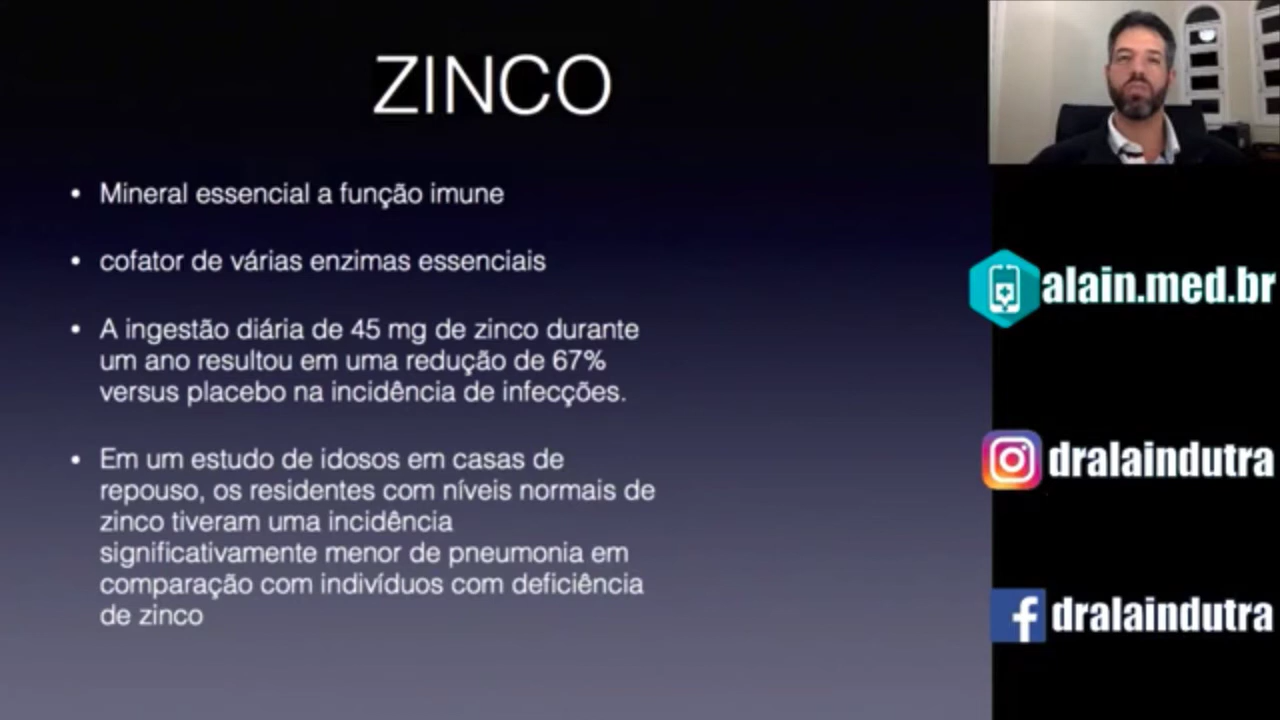 ZINCO
• Mineral essencial a função imune
• cofator de várias enzimas essenciais
• A ingestão diária de 45 mg de zinco durante
um ano resultou em uma redução de 67%
versus placebo na incidência de infecções.
• Em um estudo de idosos em casas de
repouso, os residentes com níveis normais de
zinco tiveram uma incidência
significativamente menor de pneumonia em
comparação com indivíduos com deficiência
de zinco
alain.med.br
dralaindutra
dralaindutra